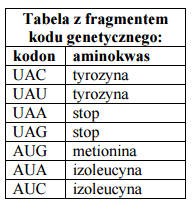 Tabela z fragmentem
kodu genetycznego:
kodon aminokwas
UAC tyrozyna
UAU tyrozyna
UAA stop
UAG stop
AUG metionina
AUA izoleucyna
AUC izoleucyna